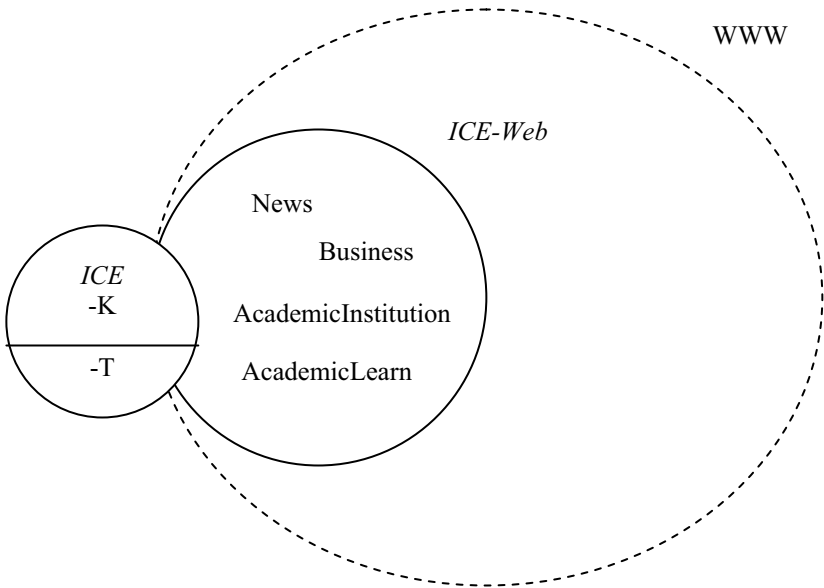 WWW
ICE-Web
News
Business
ICE
-K
AcademicInstitution
-T
AcademicLearn